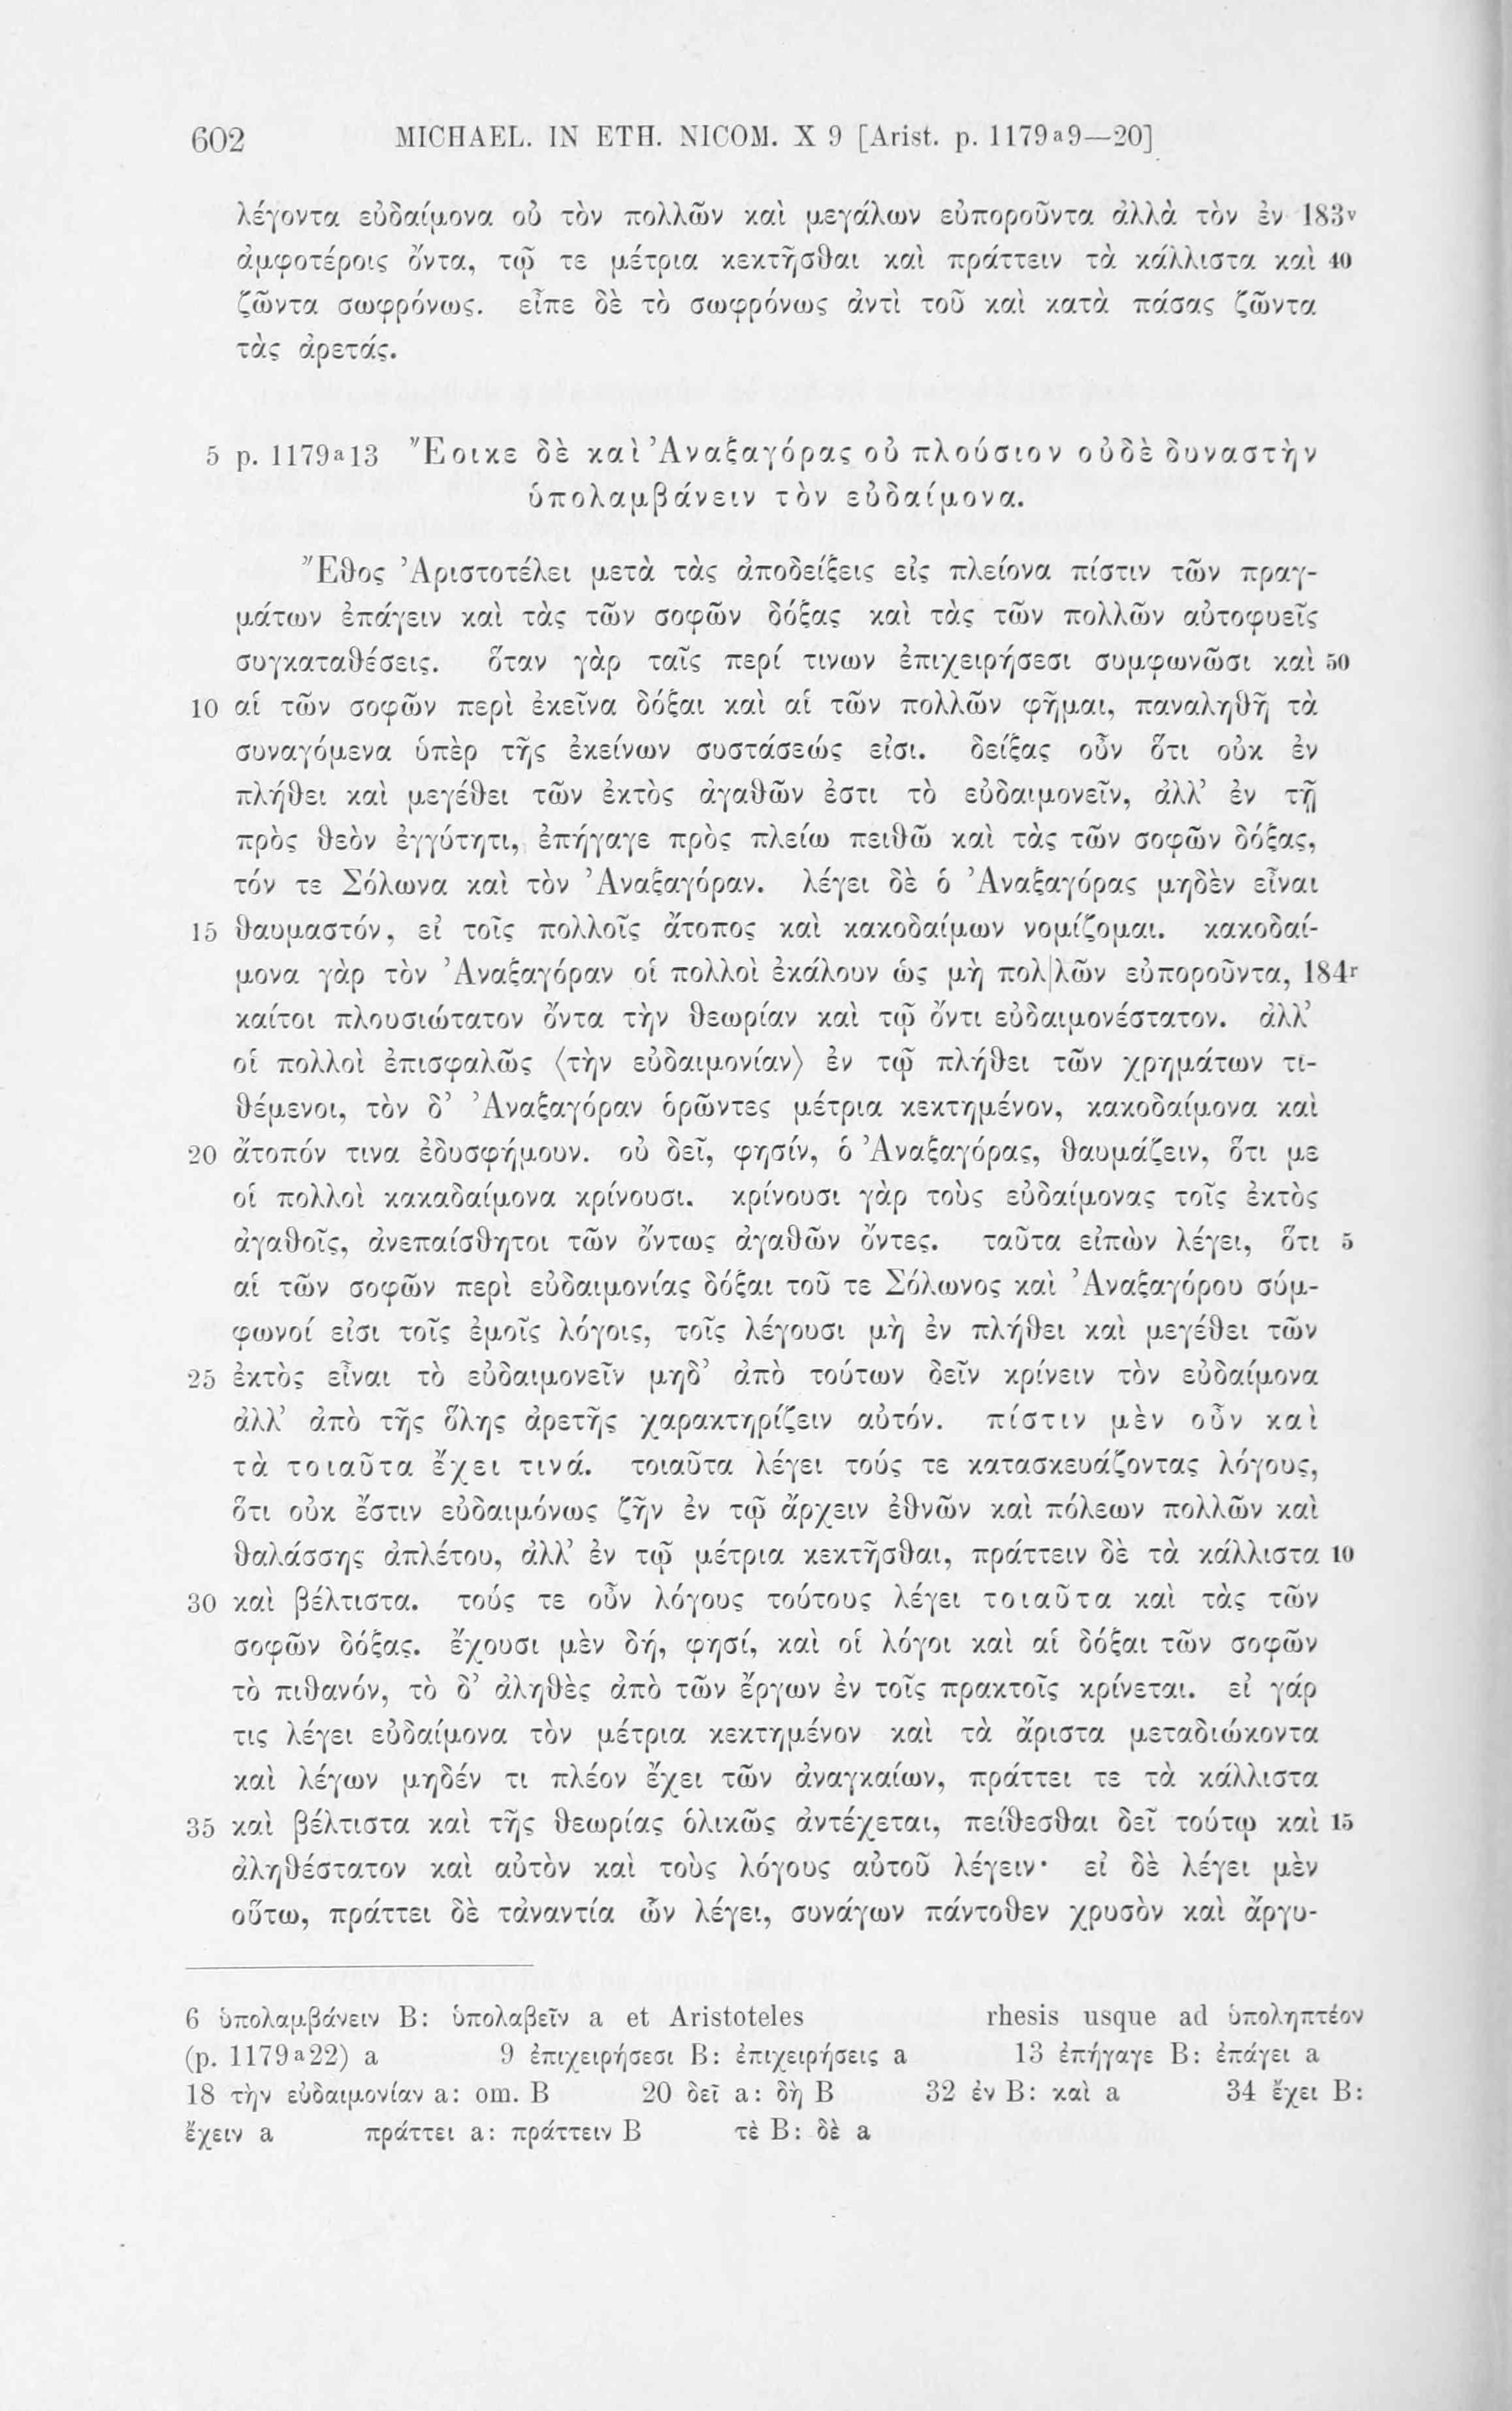 602 MICHAEL. IN ETH. NICOM. X 9 [Arist. p. 1179a9—20]
λέγοντα εὐδαίμονα οὐ τὸν πολλῶν καὶ μεγάλων εὐποροῦντα ἀλλὰ τὸν ἐν 183v
ἀμφοτέροις ὄντα, τῷ τε μέτρια κεκτῆσθαι καὶ πράττειν τὰ κάλλιστα καὶ 40
ζῶντα σωφρόνως. εἶπε δὲ τὸ σωφρόνως ἀντὶ τοῦ καὶ κατὰ πάσας ζῶντα
τὰς ἀρετάς.
5 p. 1179a13 Ἔοικε δὲ καὶ Ἀναξαγόρας οὐ πλούσιον οὐδὲ δυναστὴν
ὑπολαμβάνειν τὸν εὐδαίμονα.
Ἔθος Ἀριστοτέλει μετὰ τὰς ἀποδείξεις εἰς πλείονα πίστιν τῶν πραγ-
μάτων ἐπάγειν καὶ τὰς τῶν σοφῶν δόξας καὶ τὰς τῶν πολλῶν αὐτοφυεῖς
συγκαταθέσεις. ὅταν γὰρ ταῖς περί τινων ἐπιχειρήσεσι συμφωνῶσι καὶ 50
10 αἱ τῶν σοφῶν περὶ ἐκεῖνα δόξαι καὶ αἱ τῶν πολλῶν φῆμαι, παναληθῆ τὰ
συναγόμενα ὑπὲρ τῆς ἐκείνων συστάσεώς εἰσι. δείξας οὖν ὅτι οὐκ ἐν
πλήθει καὶ μεγέθει τῶν ἐκτὸς ἀγαθῶν ἐστι τὸ εὐδαιμονεῖν, ἀλλ’ ἐν τῇ
πρὸς θεὸν ἐγγύτητι, ἐπήγαγε πρὸς πλείω πειθὼ καὶ τὰς τῶν σοφῶν δόξας,
τόν τε Σόλωνα καὶ τὸν Ἀναξαγόραν. λέγει δὲ ὁ Ἀναξαγόρας μηδὲν εἶναι
15 θαυμαστόν, εἰ τοῖς πολλοῖς ἄτοπος καὶ κακοδαίμων νομίζομαι. κακοδαί-
μονα γὰρ τὸν Ἀναξαγόραν οἱ πολλοὶ ἐκάλουν ὡς μὴ πολ|λῶν εὐποροῦντα, 184r
καίτοι πλουσιώτατον ὄντα τὴν θεωρίαν καὶ τῷ ὄντι εὐδαιμονέστατον. ἀλλ’
οἱ πολλοὶ ἐπισφαλῶς ⟨τὴν εὐδαιμονίαν⟩ ἐν τῷ πλήθει τῶν χρημάτων τι-
θέμενοι, τὸν δ’ Ἀναξαγόραν ὁρῶντες μέτρια κεκτημένον, κακοδαίμονα καὶ
20 ἄτοπόν τινα ἐδυσφήμουν. οὐ δεῖ, φησίν, ὁ Ἀναξαγόρας, θαυμάζειν, ὅτι με
οἱ πολλοὶ κακαδαίμονα κρίνουσι. κρίνουσι γὰρ τοὺς εὐδαίμονας τοῖς ἐκτὸς
ἀγαθοῖς, ἀνεπαίσθητοι τῶν ὄντως ἀγαθῶν ὄντες. ταῦτα εἰπὼν λέγει, ὅτι 5
αἱ τῶν σοφῶν περὶ εὐδαιμονίας δόξαι τοῦ τε Σόλωνος καὶ Ἀναξαγόρου σύμ-
φωνοί εἰσι τοῖς ἐμοῖς λόγοις, τοῖς λέγουσι μὴ ἐν πλήθει καὶ μεγέθει τῶν
25 ἐκτὸς εἶναι τὸ εὐδαιμονεῖν μηδ’ ἀπὸ τούτων δεῖν κρίνειν τὸν εὐδαίμονα
ἀλλ’ ἀπὸ τῆς ὅλης ἀρετῆς χαρακτηρίζειν αὐτόν. πίστιν μὲν οὖν καὶ
τὰ τοιαῦτα ἔχει τινά. τοιαῦτα λέγει τούς τε κατασκευάζοντας λόγους,
ὅτι οὐκ ἔστιν εὐδαιμόνως ζῆν ἐν τῷ ἄρχειν ἐθνῶν καὶ πόλεων πολλῶν καὶ
θαλάσσης ἀπλέτου, ἀλλ’ ἐν τῷ μέτρια κεκτῆσθαι, πράττειν δὲ τὰ κάλλιστα 10
30 καὶ βέλτιστα. τούς τε οὖν λόγους τούτους λέγει τοιαῦτα καὶ τὰς τῶν
σοφῶν δόξας. ἔχουσι μὲν δή, φησί, καὶ οἱ λόγοι καὶ αἱ δόξαι τῶν σοφῶν
τὸ πιθανόν, τὸ δ’ ἀληθὲς ἀπὸ τῶν ἔργων ἐν τοῖς πρακτοῖς κρίνεται. εἰ γάρ
τις λέγει εὐδαίμονα τὸν μέτρια κεκτημένον καὶ τὰ ἄριστα μεταδιώκοντα
καὶ λέγων μηδέν τι πλέον ἔχει τῶν ἀναγκαίων, πράττει τε τὰ κάλλιστα
35 καὶ βέλτιστα καὶ τῆς θεωρίας ὁλικῶς ἀντέχεται, πείθεσθαι δεῖ τούτῳ καὶ 15
ἀληθέστατον καὶ αὐτὸν καὶ τοὺς λόγους αὐτοῦ λέγειν· εἰ δὲ λέγει μὲν
οὕτω, πράττει δὲ τἀναντία ὧν λέγει, συνάγων πάντοθεν χρυσὸν καὶ ἄργυ-
6 ὑπολαμβάνειν B: ὑπολαβεῖν a et Aristoteles rhesis usque ad ὑποληπτέον
(p. 1179a22) a 9 ἐπιχειρήσεσι B: ἐπιχειρήσεις a 13 ἐπήγαγε B: ἐπάγει a
18 τὴν εὐδαιμονίαν a: om. B 20 δεῖ a: δὴ B 32 ἐν B: καὶ a 34 ἔχει B:
ἔχειν a πράττει a: πράττειν B τὲ B: δὲ a